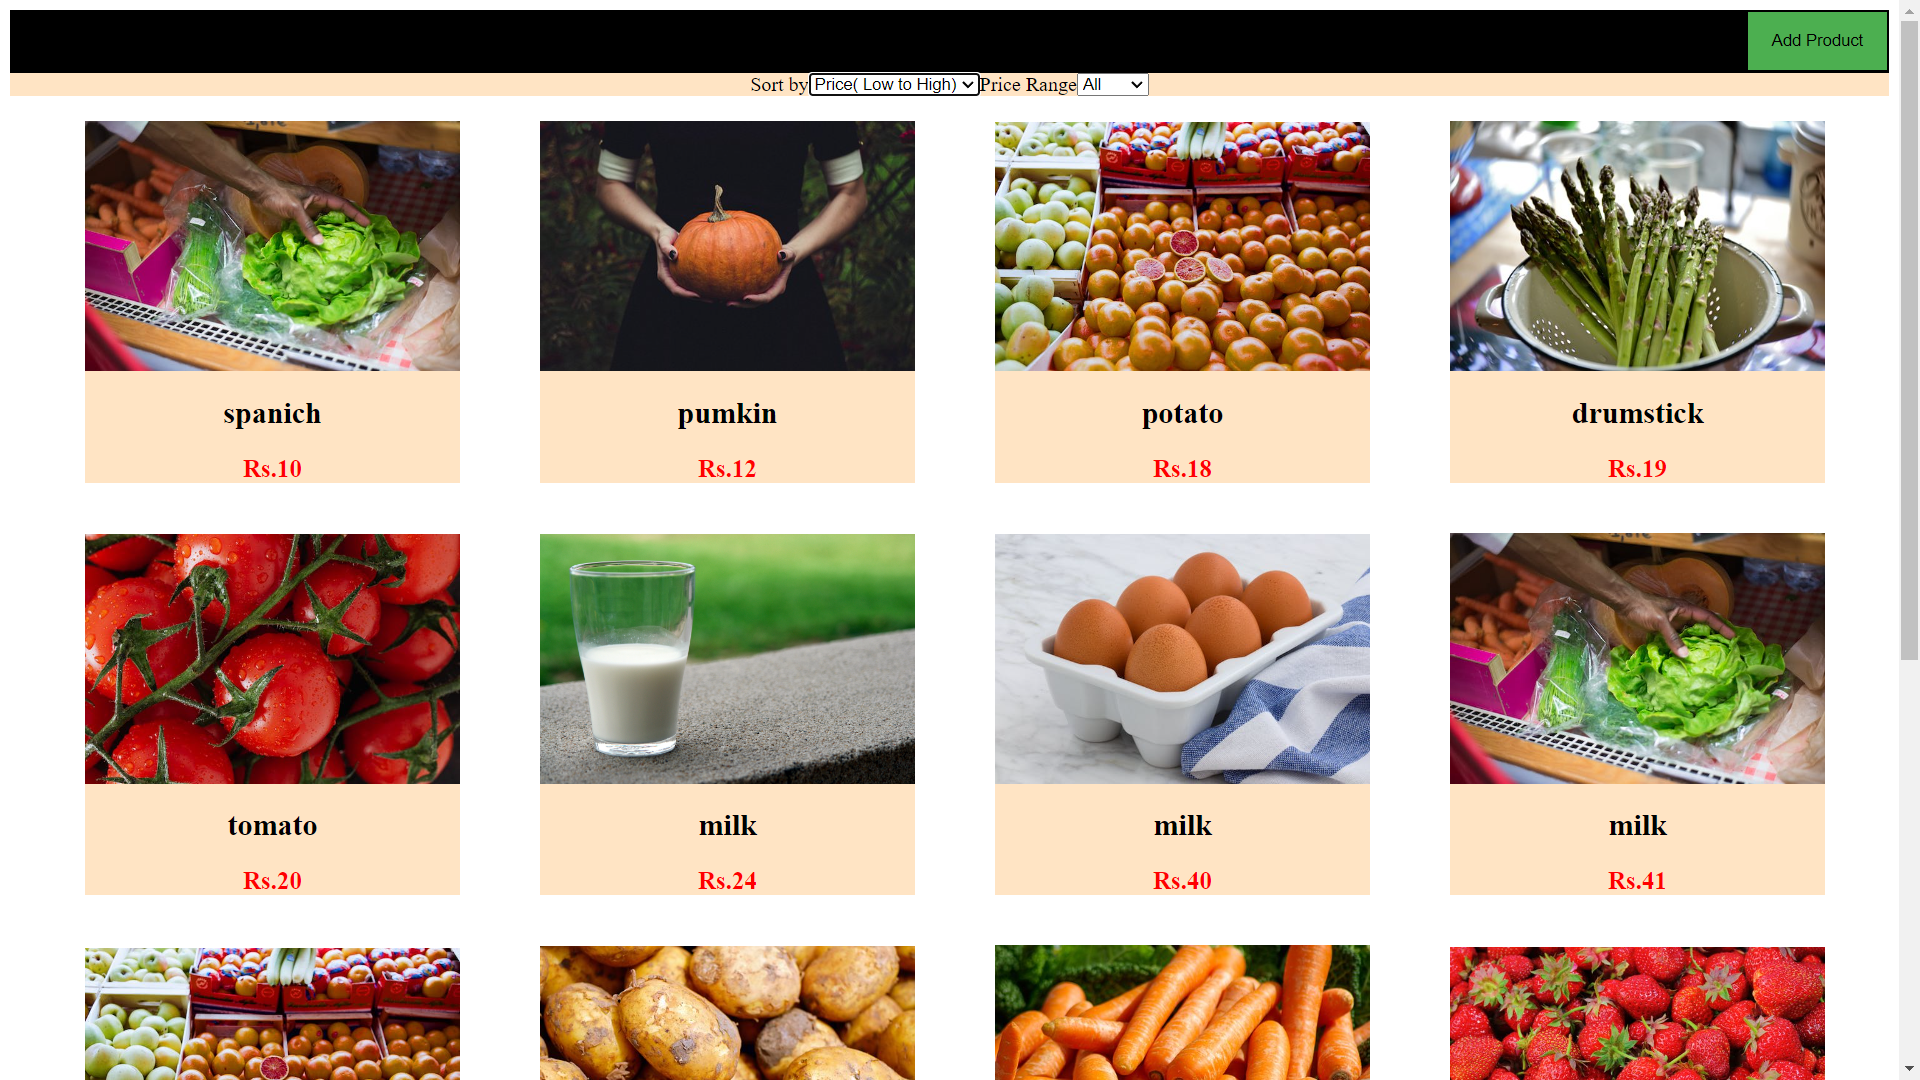 Add Product
Sort by Price( Low to High) Price Range All
spanich
pumkin
potato
drumstick
Rs.10
Rs.12
Rs.18
Rs.19
tomato
milk
milk
milk
Rs.20
Rs.24
Rs.40
Rs.41